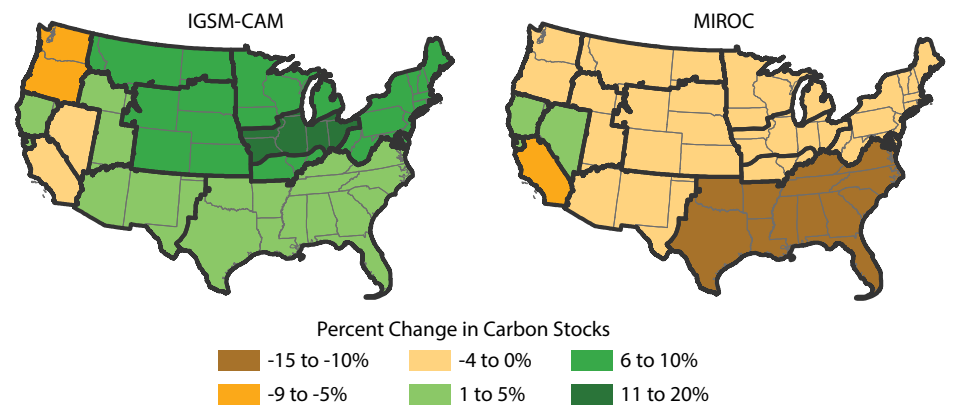 IGSM-CAM MIROC
Percent Change in Carbon Stocks
-15 to -10% -4 to 0% 6 to 10%
-9 to -5% 1 to 5% 11 to 20%